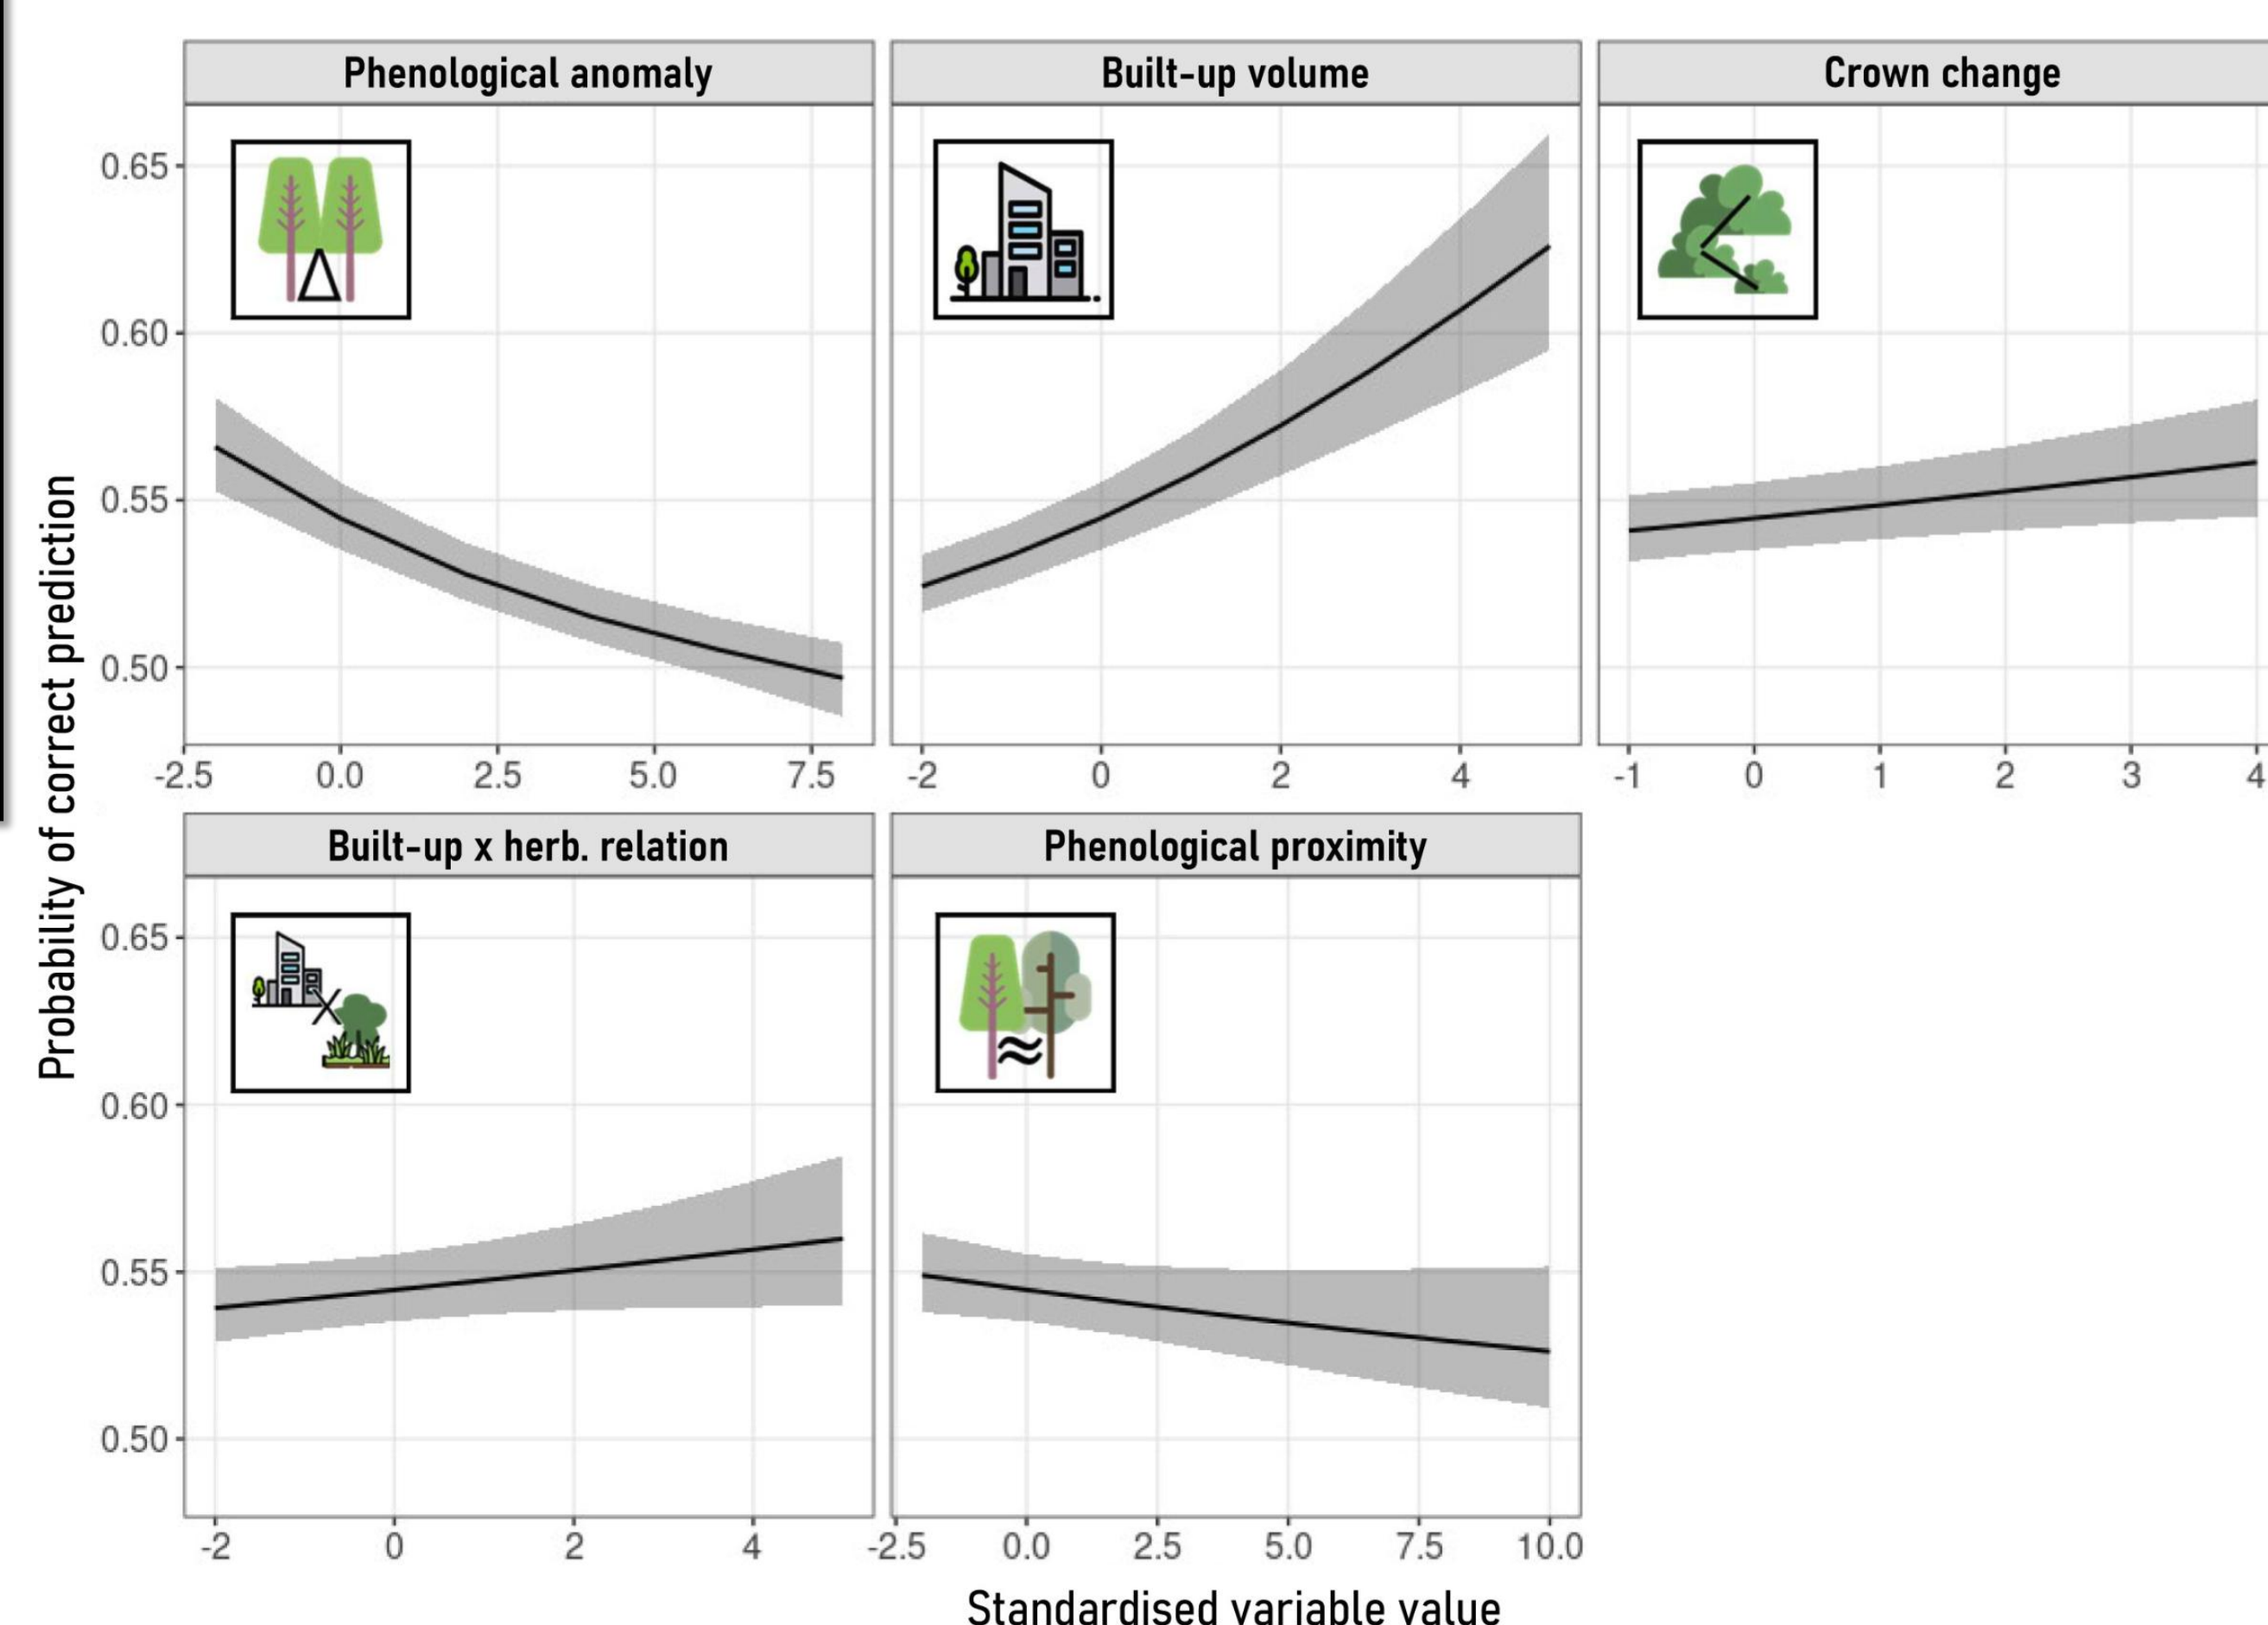 Phenological anomaly
Built-up volume
Crown change
0.65
0.60
0.55
0.50
-2.5 0.0 2.5 5.0 7.5
-2 0 2 4
-1 0 1 2 3 4
Probability of correct prediction
Built-up x herb. relation
Phenological proximity
0.65
0.60
0.55
0.50
-2 0 2 4
-2.5 0.0 2.5 5.0 7.5 10.0
Standardised variable value